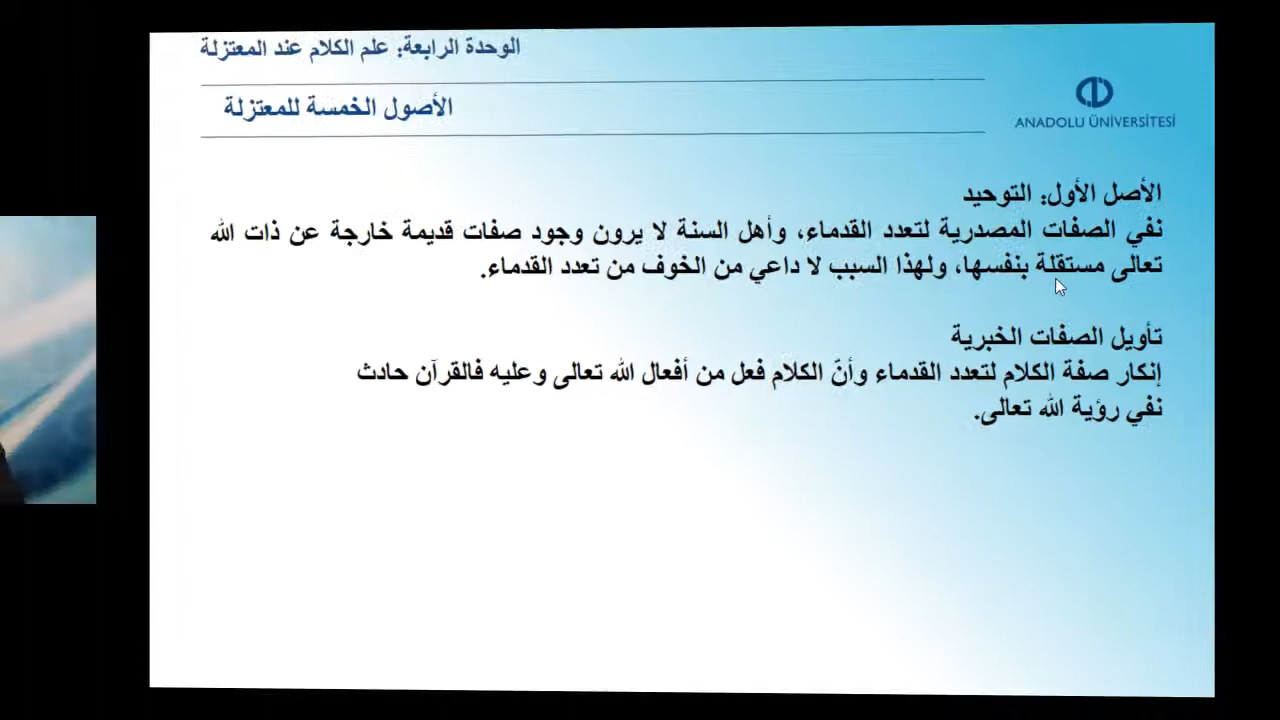 الوحدة الرابعة: علم الكلام عند المعتزلة
الأصول الخمسة للمعتزلة
ANADOLU ÜNİVERSİTESİ
الأصل الأول: التوحيد
نفي الصفات المصدرية لتعدد القدماء، وأهل السنة لا يرون وجود صفات قديمة خارجة عن ذات الله
تعالى مستقلة بنفسها، ولهذا السبب لا داعي من الخوف من تعدد القدماء.
تأويل الصفات الخبرية
إنكار صفة الكلام لتعدد القدماء وأنّ الكلام فعل من أفعال الله تعالى وعليه فالقرآن حادث
نفي رؤية الله تعالى.